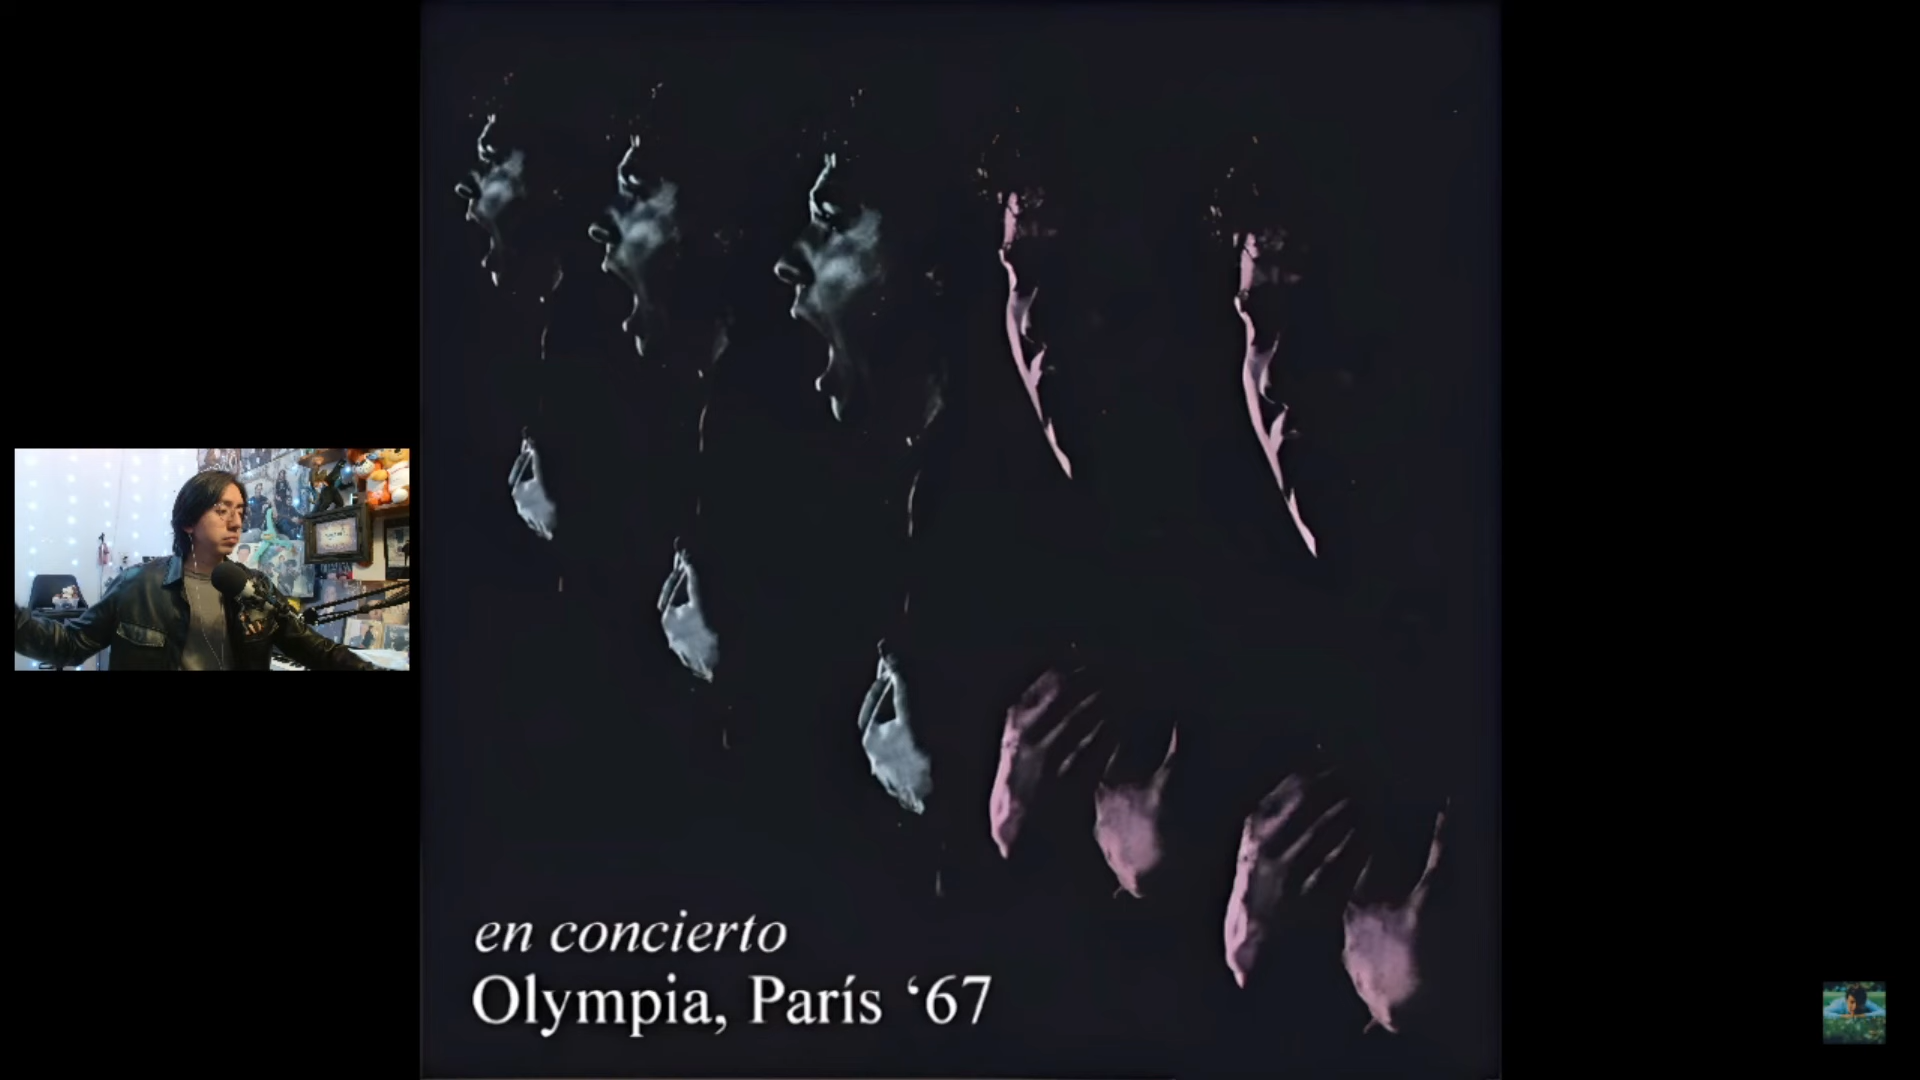 en concierto
Olympia, París ‘67